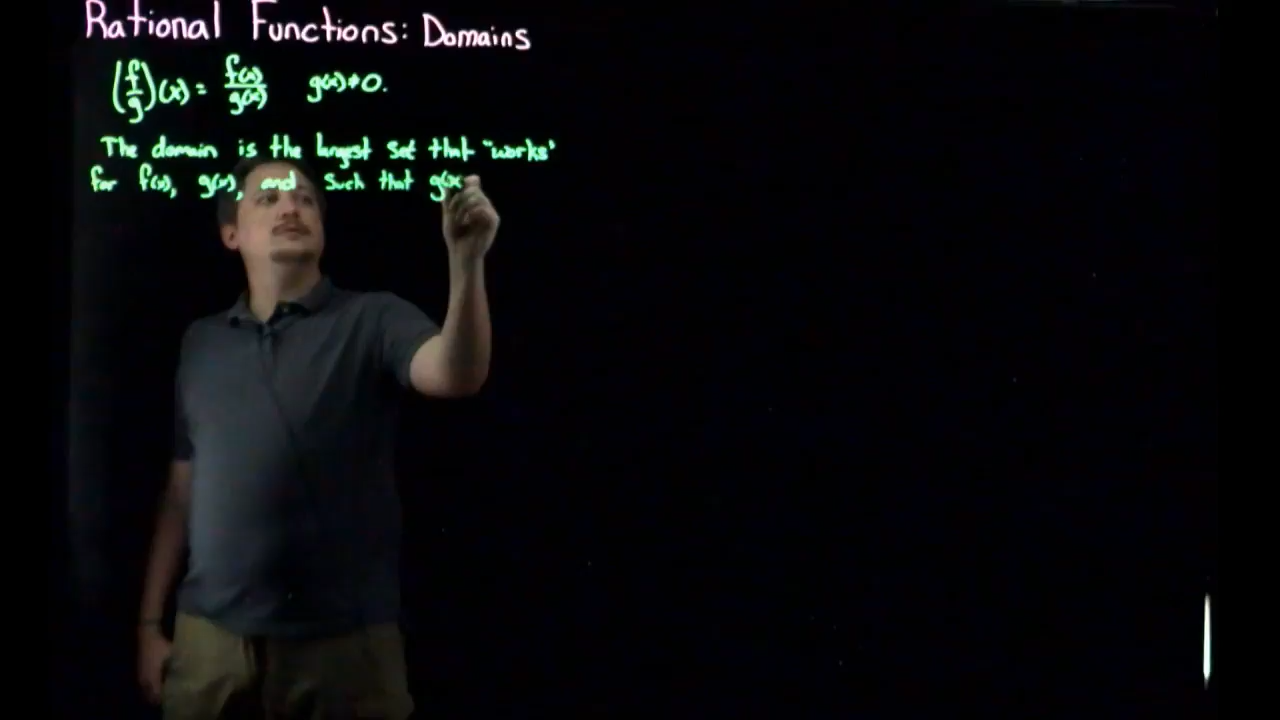 Rational Functions: Domains
(f/g)(x) = f(x)/g(x) g(x)≠0.
The domain is the largest set that "works"
for f(x), g(x), and such that g(x